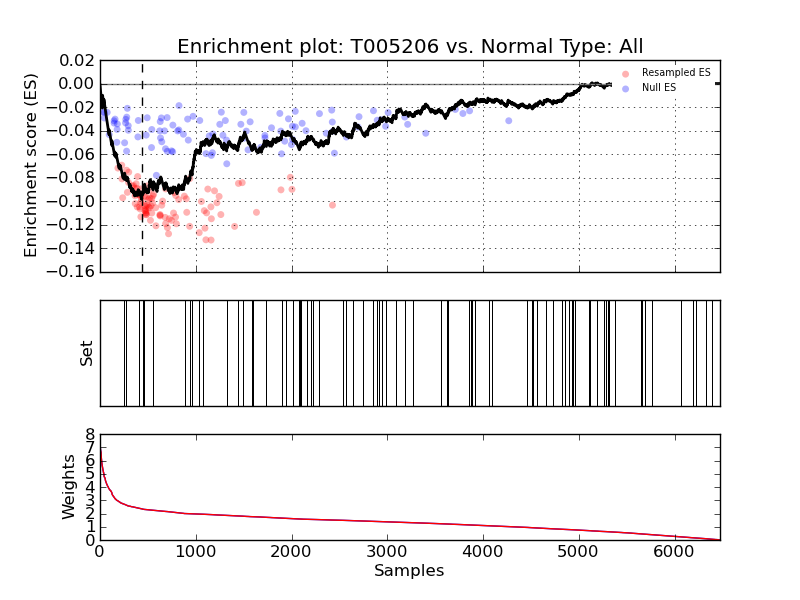 Enrichment plot: T005206 vs. Normal Type: All
Enrichment score (ES)
0.02
0.00
−0.02
−0.04
−0.06
−0.08
−0.10
−0.12
−0.14
−0.16
Resampled ES
Null ES
Set
Weights
8
7
6
5
4
3
2
1
0
0 1000 2000 3000 4000 5000 6000
Samples